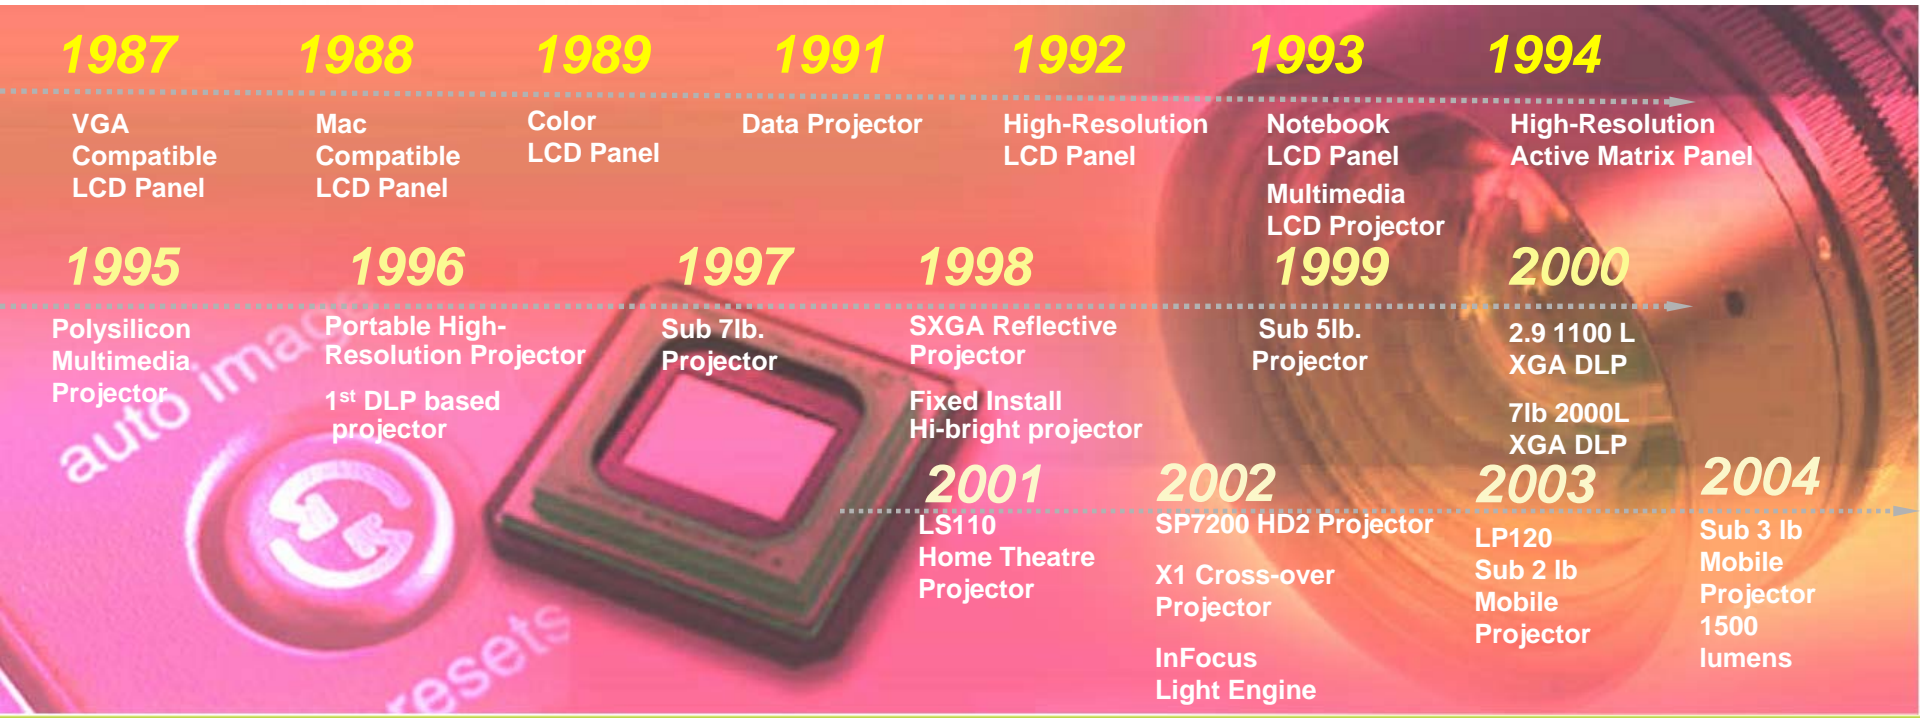 1987
1988
1989
1991
1992
1993
1994
VGA
Compatible
LCD Panel
Mac
Compatible
LCD Panel
Color
LCD Panel
Data Projector
High-Resolution
LCD Panel
Notebook
LCD Panel
Multimedia
LCD Projector
High-Resolution
Active Matrix Panel
1995
1996
1997
1998
1999
2000
Polysilicon
Multimedia
Projector
Portable High-
Resolution Projector
1st DLP based
projector
Sub 7lb.
Projector
SXGA Reflective
Projector
Fixed Install
Hi-bright projector
Sub 5lb.
Projector
2.9 1100 L
XGA DLP
7lb 2000L
XGA DLP
2001
2002
2003
2004
LS110
Home Theatre
Projector
SP7200 HD2 Projector
X1 Cross-over
Projector
InFocus
Light Engine
LP120
Sub 2 lb
Mobile
Projector
Sub 3 lb
Mobile
Projector
1500
lumens
auto image
resets